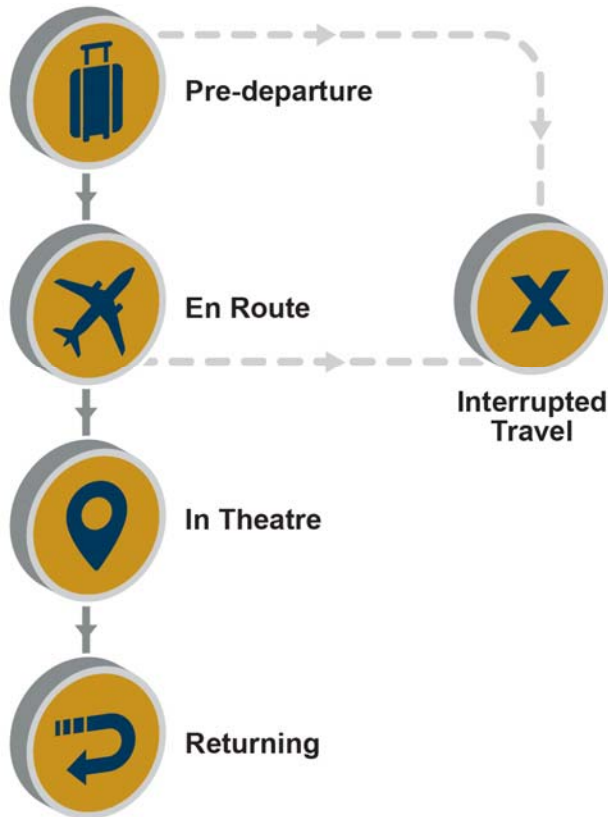 Pre-departure
En Route
Interrupted
Travel
In Theatre
Returning